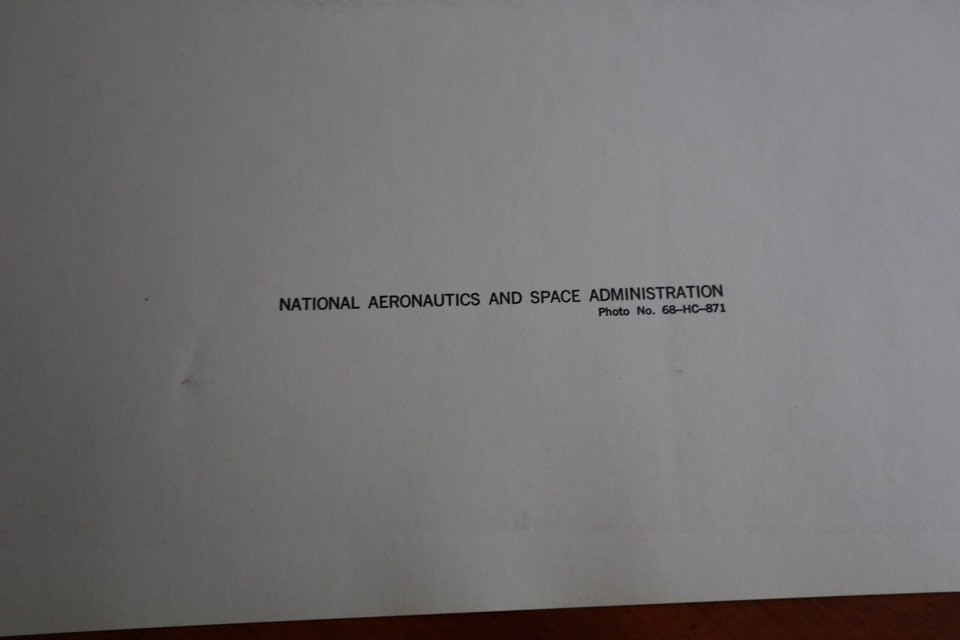 NATIONAL AERONAUTICS AND SPACE ADMINISTRATION
Photo No. 68–HC–871